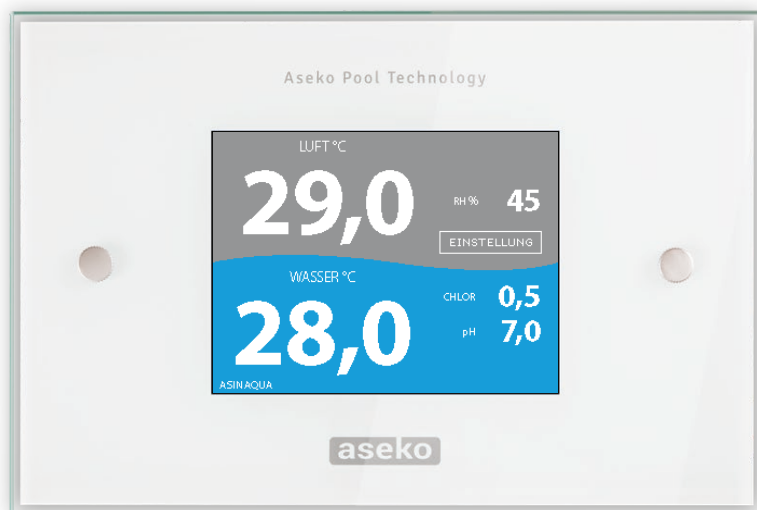 Aseko Pool Technology
LUFT °C
29,0
RH % 45
EINSTELLUNG
WASSER °C
28,0
CHLOR 0,5
pH 7,0
ASIN AQUA
aseko